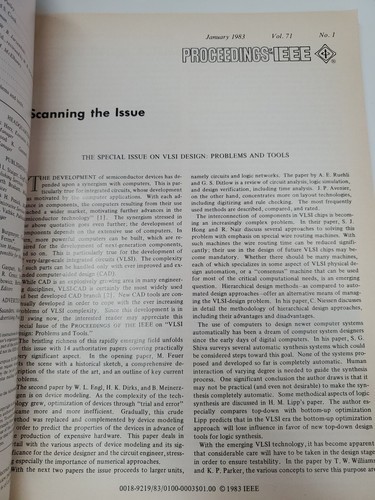 January 1983 Vol. 71 No. 1
PROCEEDINGS OF THE IEEE
Scanning the Issue
THE SPECIAL ISSUE ON VLSI DESIGN: PROBLEMS AND TOOLS
THE DEVELOPMENT of semiconductor devices has de-
pended upon a synergism with computers. This is par-
ticularly true for integrated circuits, whose development
is motivated by the computer applications. With each ad-
vance in components, the computers resulting from their use
reached a wider market, motivating further advances in the
semiconductor technology" [1]. The synergism stressed in
the above quotation goes even further; the development of
components depends on the extensive use of computers. In
turn, more powerful computers can be built, which are re-
quired for the development of next-generation components,
and so on. This is particularly true for the development of
very-large-scale integrated circuits (VLSI). The complexity
of such parts can be handled only with ever improved and ex-
panded computer-aided design (CAD).
While CAD is an explosively growing area in many engineer-
ing disciplines, VLSI/CAD is certainly the most widely used
and best developed CAD branch [2]. New CAD tools are con-
tinually developed in order to cope with the ever increasing
problems of VLSI complexity. Since this development is in
full swing now, the interested reader may appreciate this
Special Issue of the PROCEEDINGS OF THE IEEE on "VLSI
Design: Problems and Tools."
The briefing richness of this rapidly emerging field unfolds
in this issue with 14 authoritative papers covering practically
every significant aspect. In the opening paper, M. Feuer
sets the scene with a historical sketch, a comprehensive de-
scription of the state of the art, and an outline of key current
problems.
The second paper by W. L. Engl, H. K. Dirks, and B. Meinerz-
hagen is on device modeling. As the complexity of the tech-
nology grew, optimization of devices through "trial and error"
became more and more inefficient. Gradually, this crude
method was replaced and complemented by device modeling
in order to predict the properties of the devices in advance of
a production of expensive hardware. This paper deals in
detail with the various aspects of device modeling and its sig-
nificance for the device designer and the circuit engineer, stress-
ing especially the importance of numerical approaches.
With the next two papers the issue proceeds to larger units,
namely circuits and logic networks. The paper by A. E. Ruehli
and G. S. Ditlow is a review of circuit analysis, logic simulation,
and design verification, including time analysis. J. P. Avenier,
on the other hand, concentrates more on layout technologies,
including digitizing and rule checking. The most frequently
used methods are described, compared, and rated.
The interconnection of components in VLSI chips is becom-
ing an increasingly complex problem. In their paper, S. J.
Hong and R. Nair discuss several approaches to solving this
problem with emphasis on special wire routing machines. With
such machines the wire routing time can be reduced signifi-
cantly; their use in the design of future VLSI chips may be-
come mandatory. Whether there should be many machines,
each of which specializes in some aspect of VLSI physical de-
sign automation, or a "consensus" machine that can be used
for most of the critical computational needs, is an emerging
question. Hierarchical design methods—as compared to auto-
mated design approaches—offer an alternatives means of manag-
ing the VLSI-design problem. In his paper, C. Niessen discusses
in detail the methodology of hierarchical design approaches,
including their advantages and disadvantages.
The use of computers to design newer computer systems
automatically has been a dream of computer system designers
since the early days of digital computers. In his paper, S. G.
Shiva surveys several automatic synthesis systems which could
be considered steps toward this goal. None of the systems pro-
posed and developed so far is completely automatic. Human
interaction of varying degree is needed to guide the synthesis
process. One significant conclusion the author draws is that it
may not be practical (and even not desirable) to make the syn-
thesis completely automatic. Some methodical aspects of logic
synthesis are discussed in H. M. Lipp's paper. The author es-
pecially compares top-down with bottom-up optimization.
Lipp predicts that in the VLSI era the bottom-up optimization
approach will lose influence in favor of new top-down design
tools for logic synthesis.
With the emerging VLSI technology, it has become apparent
that considerable care will have to be taken in the design stage
in order to ensure testability. In the paper by T. W. Williams
and K. P. Parker, the various concepts to serve this purpose are
0018-9219/83/0100-0003$01.00 © 1983 IEEE